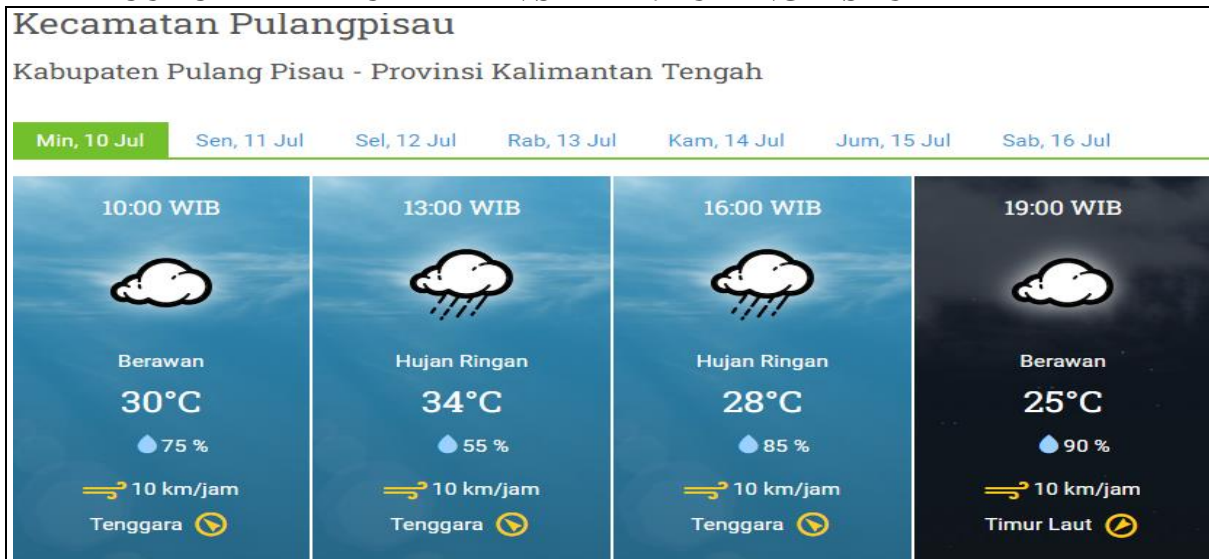 Kecamatan Pulangpisau
Kabupaten Pulang Pisau - Provinsi Kalimantan Tengah
Min, 10 Jul Sen, 11 Jul Sel, 12 Jul Rab, 13 Jul Kam, 14 Jul Jum, 15 Jul Sab, 16 Jul
10:00 WIB 13:00 WIB 16:00 WIB 19:00 WIB
Berawan Hujan Ringan Hujan Ringan Berawan
30°C 34°C 28°C 25°C
75 % 55 % 85 % 90 %
10 km/jam 10 km/jam 10 km/jam 10 km/jam
Tenggara Tenggara Tenggara Timur Laut